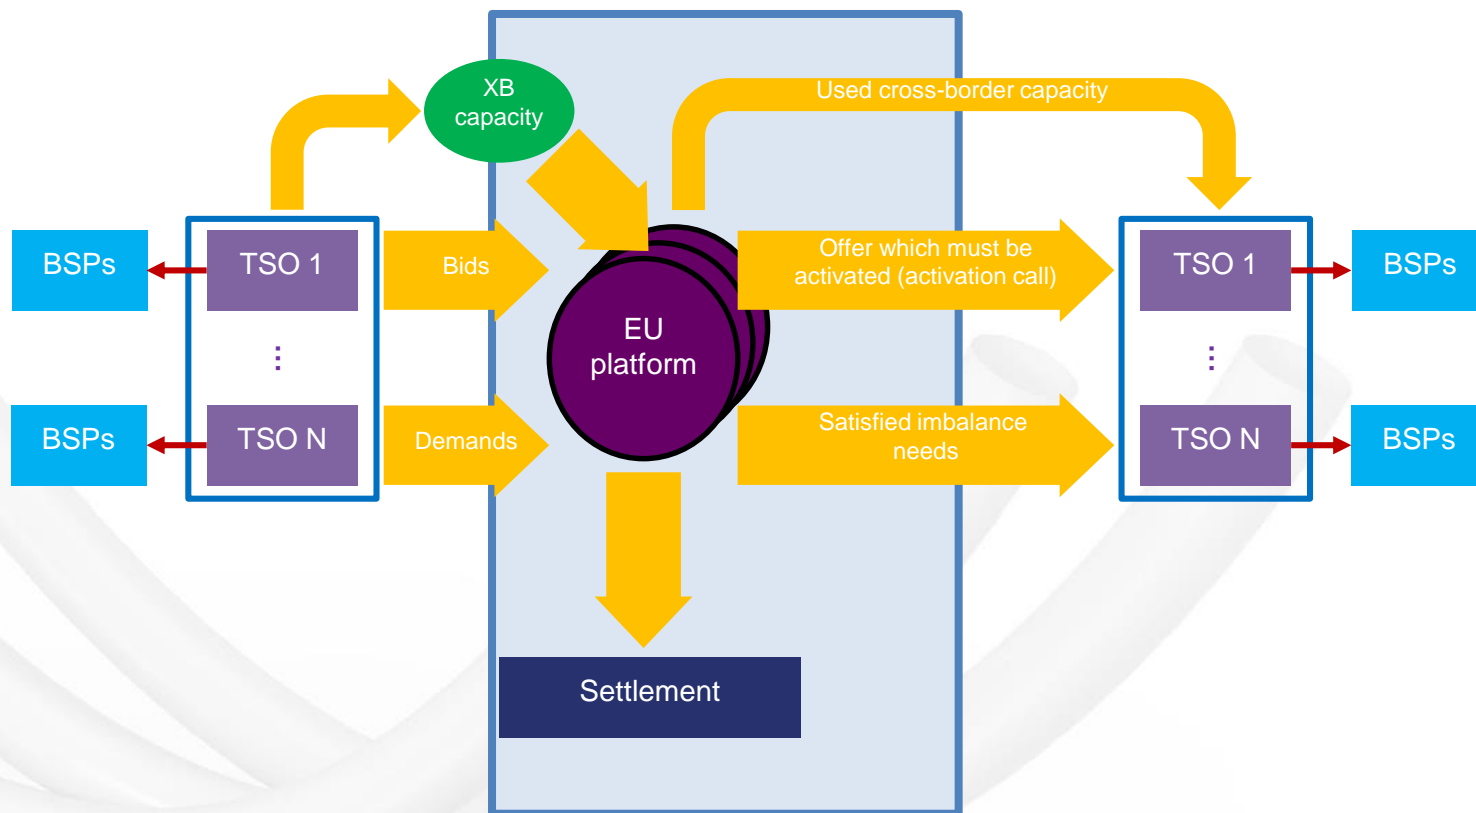 XB
capacity
Used cross-border capacity
BSPs
TSO 1
Bids
Offer which must be
activated (activation call)
TSO 1
BSPs
...
EU
platform
...
BSPs
TSO N
Demands
Satisfied imbalance
needs
TSO N
BSPs
Settlement